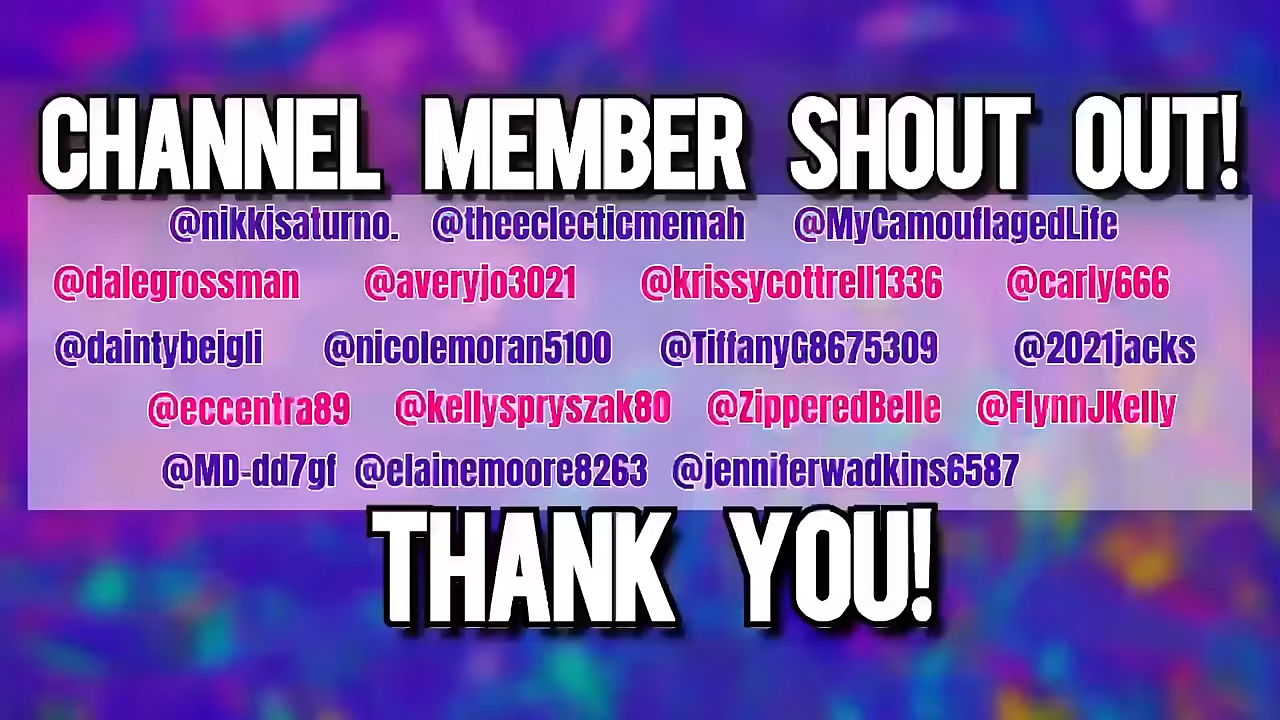 CHANNEL MEMBER SHOUT OUT!
@nikkisaturno. @theeclecticmemah @MyCamouflagedLife
@dalegrossman @averyjo3021 @krissycottrell1336 @carly666
@daintybeigli @nicolemoran5100 @TiffanyG8675309 @2021jacks
@eccentra89 @kellyspryszak80 @ZipperedBelle @FlynnJKelly
@MD-dd7gf @elainemoore8263 @jenniferwadkins6587
THANK YOU!